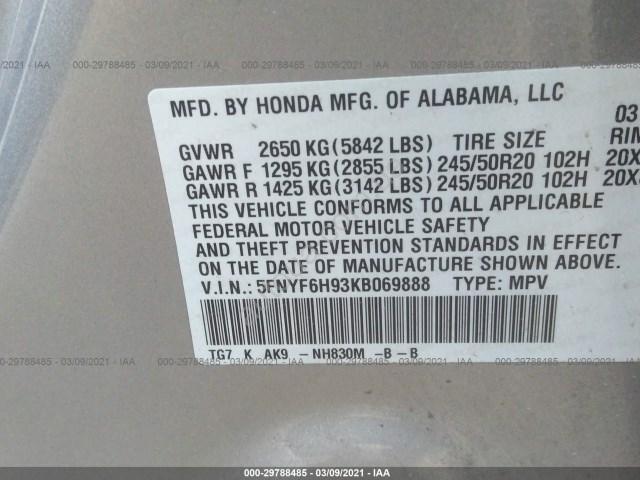 000-29788485 - 03/09/2021 - IAA
MFD. BY HONDA MFG. OF ALABAMA, LLC 03
GVWR 2650 KG(5842 LBS) TIRE SIZE RIM
GAWR F 1295 KG(2855 LBS) 245/50R20 102H 20X
GAWR R 1425 KG(3142 LBS) 245/50R20 102H 20X
THIS VEHICLE CONFORMS TO ALL APPLICABLE
FEDERAL MOTOR VEHICLE SAFETY
AND THEFT PREVENTION STANDARDS IN EFFECT
ON THE DATE OF MANUFACTURE SHOWN ABOVE.
V.I.N.: 5FNYF6H93KB069888 TYPE: MPV
TG7 K AK9 - NH830M - B - B
000-29788485 - 03/09/2021 - IAA
000-29788485 - 03/09/2021 - IAA